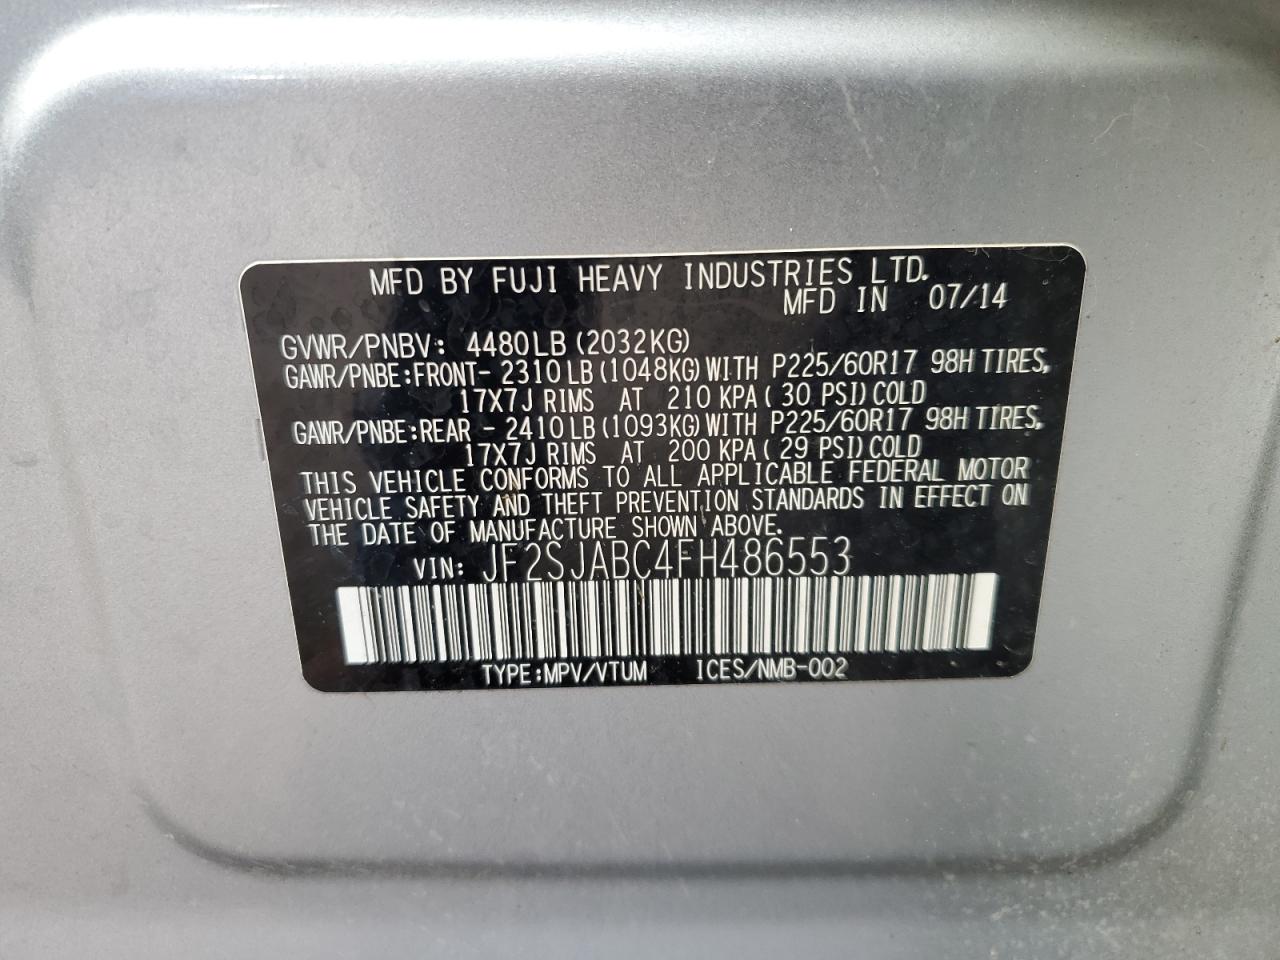 MFD BY FUJI HEAVY INDUSTRIES LTD.
MFD IN 07/14
GVWR/PNBV: 4480LB(2032KG)
GAWR/PNBE:FRONT- 2310LB(1048KG)WITH P225/60R17 98H TIRES,
17X7J RIMS AT 210 KPA( 30 PSI)COLD
GAWR/PNBE:REAR - 2410LB(1093KG)WITH P225/60R17 98H TIRES,
17X7J RIMS AT 200 KPA( 29 PSI)COLD
THIS VEHICLE CONFORMS TO ALL APPLICABLE FEDERAL MOTOR
VEHICLE SAFETY AND THEFT PREVENTION STANDARDS IN EFFECT ON
THE DATE OF MANUFACTURE SHOWN ABOVE.
VIN: JF2SJABC4FH486553
TYPE:MPV/VTUM ICES/NMB-002